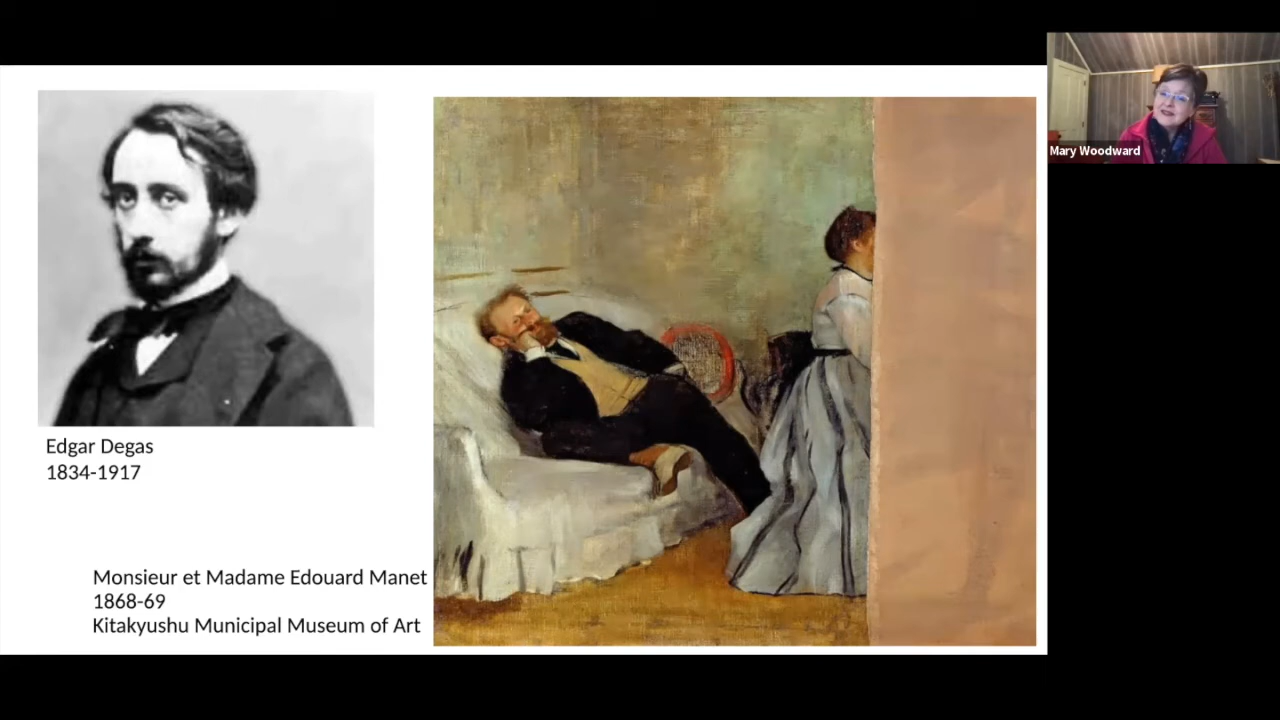 Mary Woodward
Edgar Degas
1834-1917
Monsieur et Madame Edouard Manet
1868-69
Kitakyushu Municipal Museum of Art